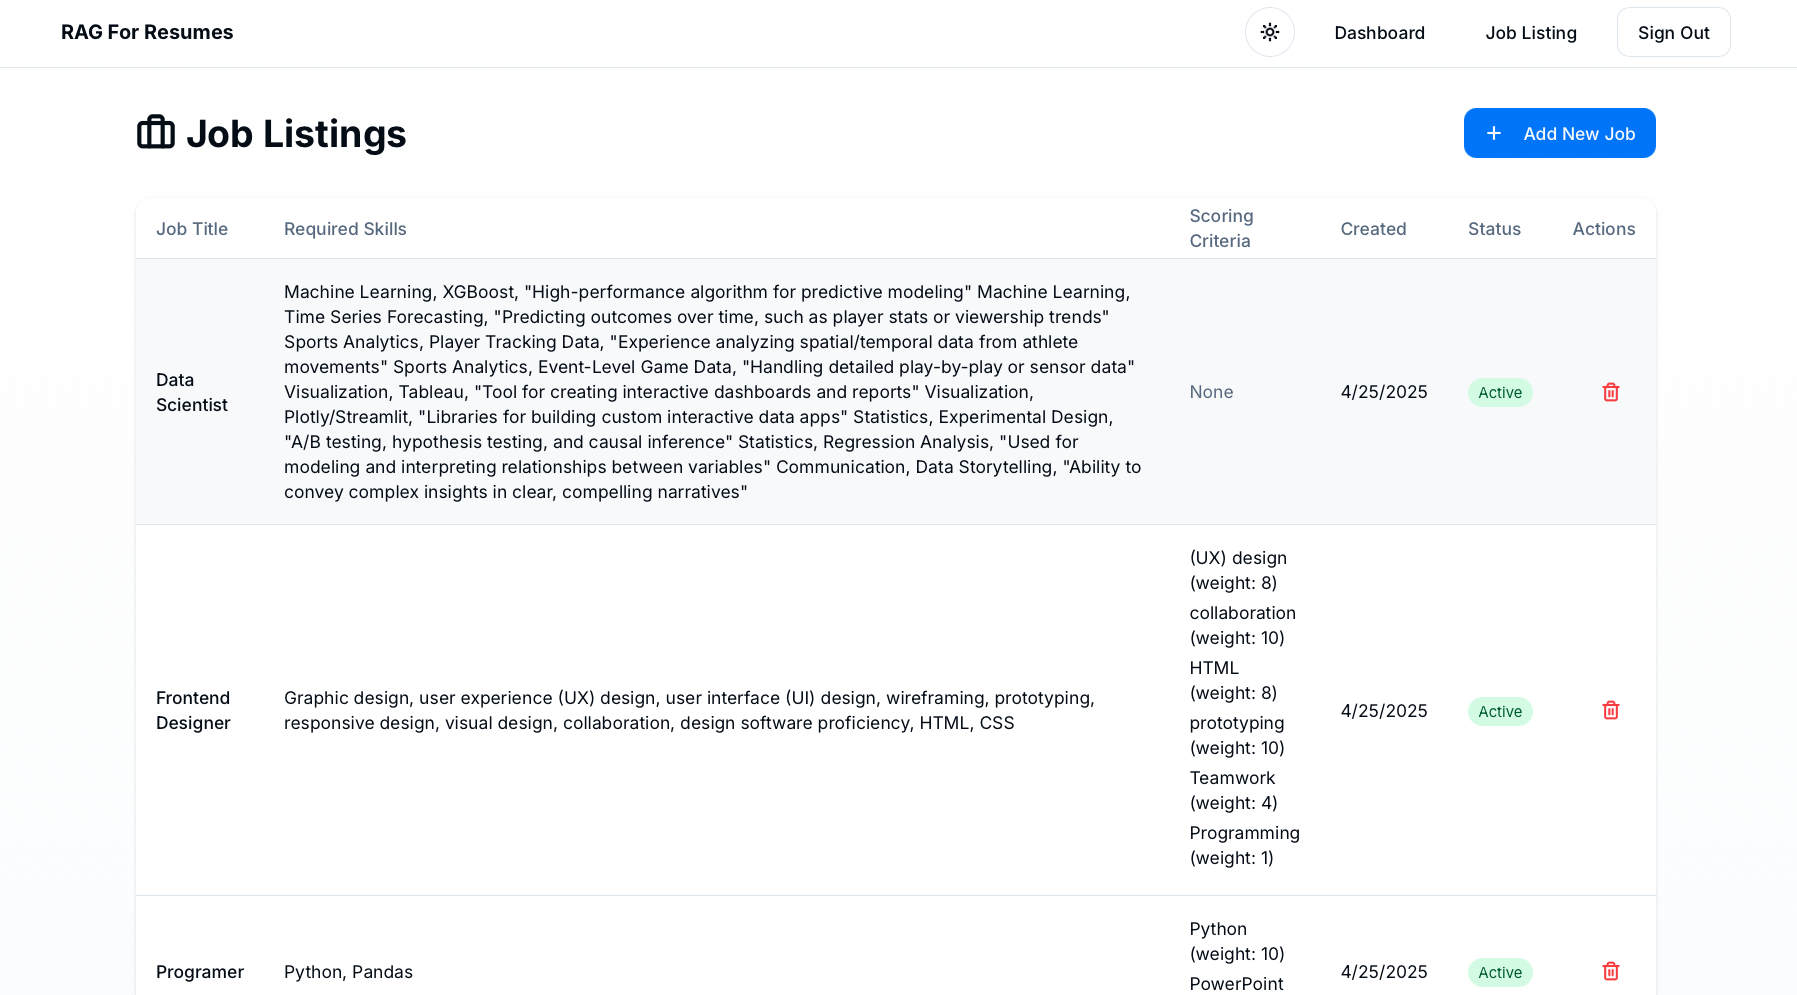 RAG For Resumes
Dashboard
Job Listing
Sign Out
Job Listings
Add New Job
Job Title
Required Skills
Scoring
Criteria
Created
Status
Actions
Data
Scientist
Machine Learning, XGBoost, "High-performance algorithm for predictive modeling" Machine Learning,
Time Series Forecasting, "Predicting outcomes over time, such as player stats or viewership trends"
Sports Analytics, Player Tracking Data, "Experience analyzing spatial/temporal data from athlete
movements" Sports Analytics, Event-Level Game Data, "Handling detailed play-by-play or sensor data"
Visualization, Tableau, "Tool for creating interactive dashboards and reports" Visualization,
Plotly/Streamlit, "Libraries for building custom interactive data apps" Statistics, Experimental Design,
"A/B testing, hypothesis testing, and causal inference" Statistics, Regression Analysis, "Used for
modeling and interpreting relationships between variables" Communication, Data Storytelling, "Ability to
convey complex insights in clear, compelling narratives"
None
4/25/2025
Active
Frontend
Designer
Graphic design, user experience (UX) design, user interface (UI) design, wireframing, prototyping,
responsive design, visual design, collaboration, design software proficiency, HTML, CSS
(UX) design
(weight: 8)
collaboration
(weight: 10)
HTML
(weight: 8)
prototyping
(weight: 10)
Teamwork
(weight: 4)
Programming
(weight: 1)
4/25/2025
Active
Programer
Python, Pandas
Python
(weight: 10)
PowerPoint
4/25/2025
Active